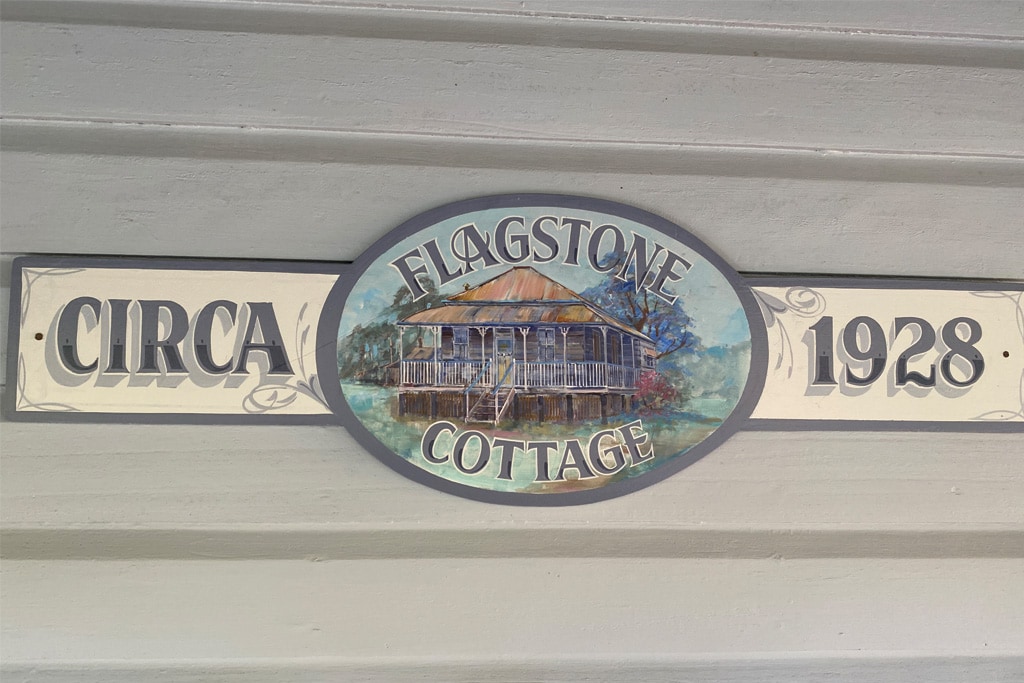 FLAGSTONE
CIRCA 1928
COTTAGE